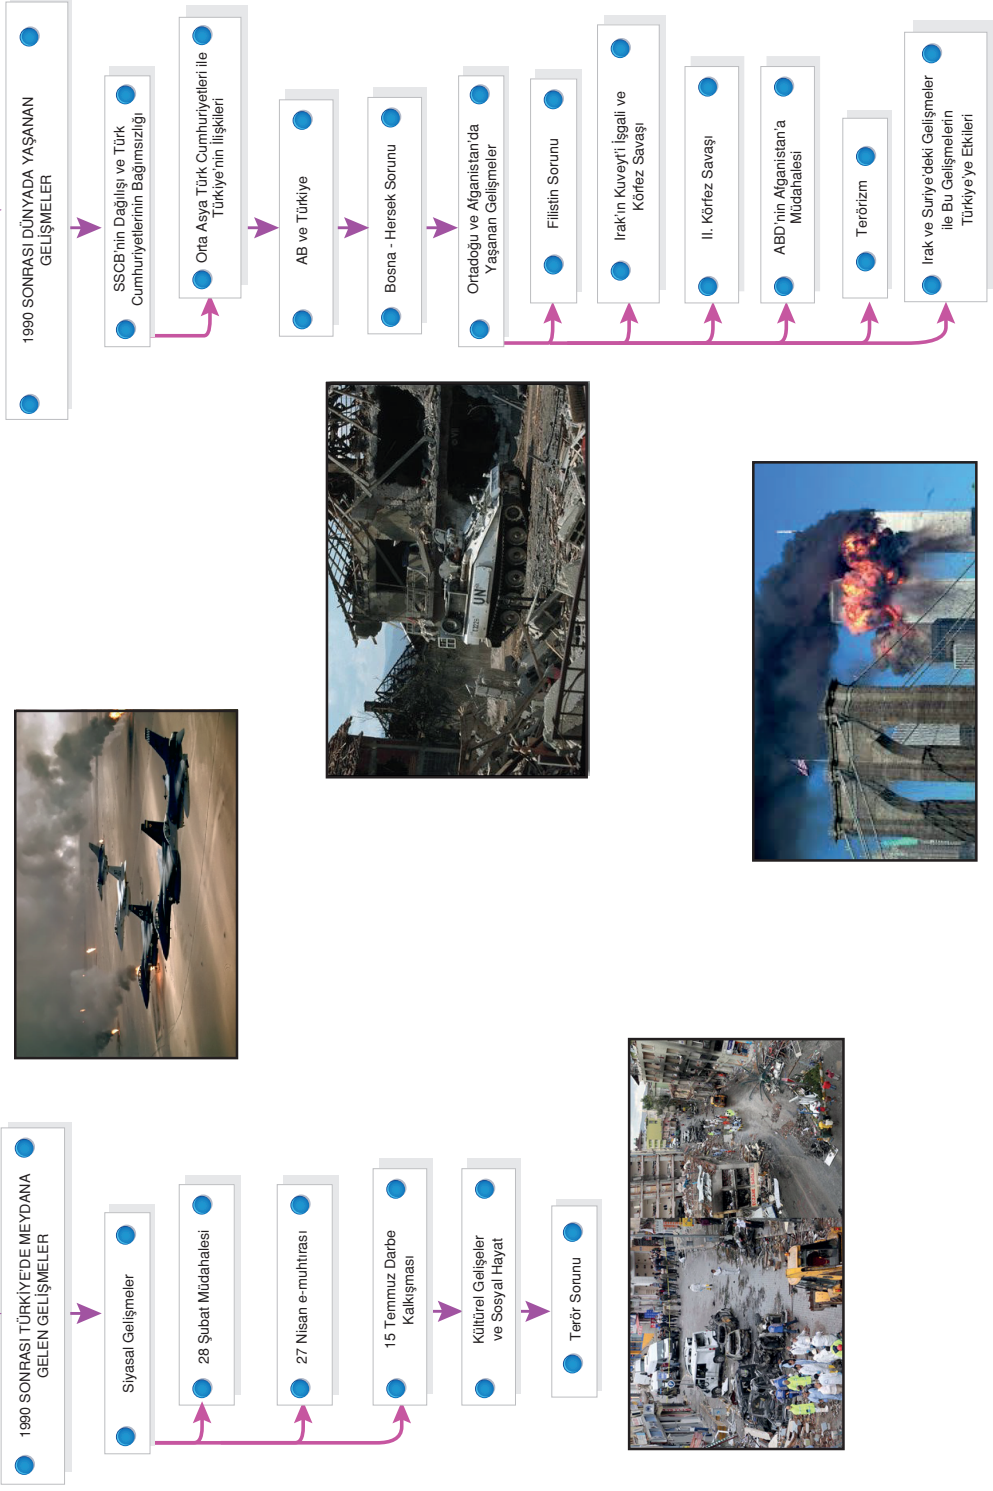 1990 SONRASI TÜRKİYE'DE MEYDANA
GELEN GELİŞMELER
Siyasal Gelişmeler
28 Şubat Müdahalesi
27 Nisan e-muhtırası
15 Temmuz Darbe
Kalkışması
Kültürel Gelişeler
ve Sosyal Hayat
Terör Sorunu
1990 SONRASI DÜNYADA YAŞANAN
GELİŞMELER
SSCB'nin Dağılışı ve Türk
Cumhuriyetlerinin Bağımsızlığı
Orta Asya Türk Cumhuriyetleri ile
Türkiye'nin İlişkileri
AB ve Türkiye
Bosna - Hersek Sorunu
Ortadoğu ve Afganistan'da
Yaşanan Gelişmeler
Filistin Sorunu
Irak'ın Kuveyt'i İşgali ve
Körfez Savaşı
II. Körfez Savaşı
ABD'nin Afganistan'a
Müdahalesi
Terörizm
Irak ve Suriye'deki Gelişmeler
ile Bu Gelişmelerin
Türkiye'ye Etkileri
UN